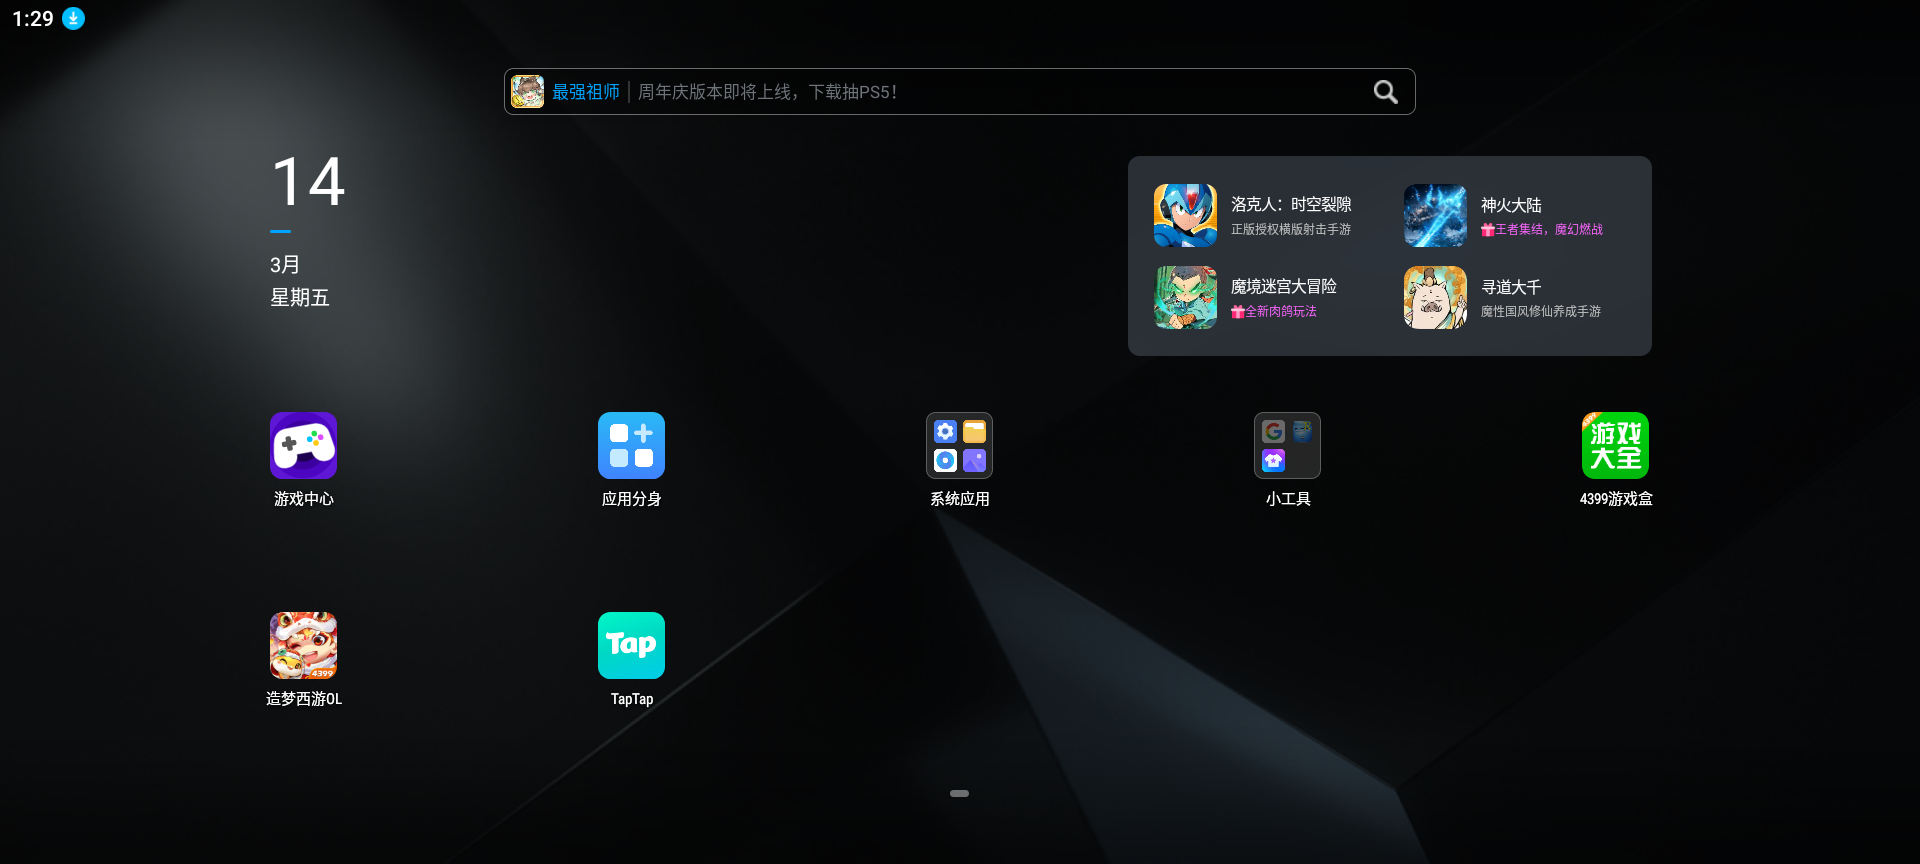 1:29
最强祖师 | 周年庆版本即将上线，下载抽PS5！
14
3月
星期五
洛克人：时空裂隙
正版授权横版射击手游
神火大陆
王者集结，魔幻燃战
魔境迷宫大冒险
全新肉鸽玩法
寻道大千
魔性国风修仙养成手游
游戏中心
应用分身
系统应用
小工具
游戏
大全
4399游戏盒
4399
造梦西游OL
Tap
TapTap